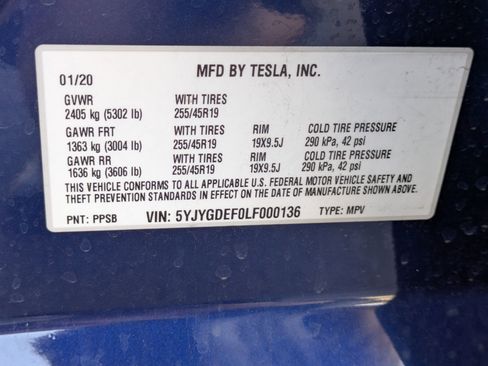 01/20 MFD BY TESLA, INC.
GVWR WITH TIRES
2405 kg (5302 lb) 255/45R19
GAWR FRT WITH TIRES RIM COLD TIRE PRESSURE
1363 kg (3004 lb) 255/45R19 19X9.5J 290 kPa, 42 psi
GAWR RR WITH TIRES RIM COLD TIRE PRESSURE
1636 kg (3606 lb) 255/45R19 19X9.5J 290 kPa, 42 psi
THIS VEHICLE CONFORMS TO ALL APPLICABLE U.S. FEDERAL MOTOR VEHICLE SAFETY AND
THEFT PREVENTION STANDARDS IN EFFECT ON THE DATE OF MANUFACTURE SHOWN ABOVE.
PNT: PPSB VIN: 5YJYGDEF0LF000136 TYPE: MPV